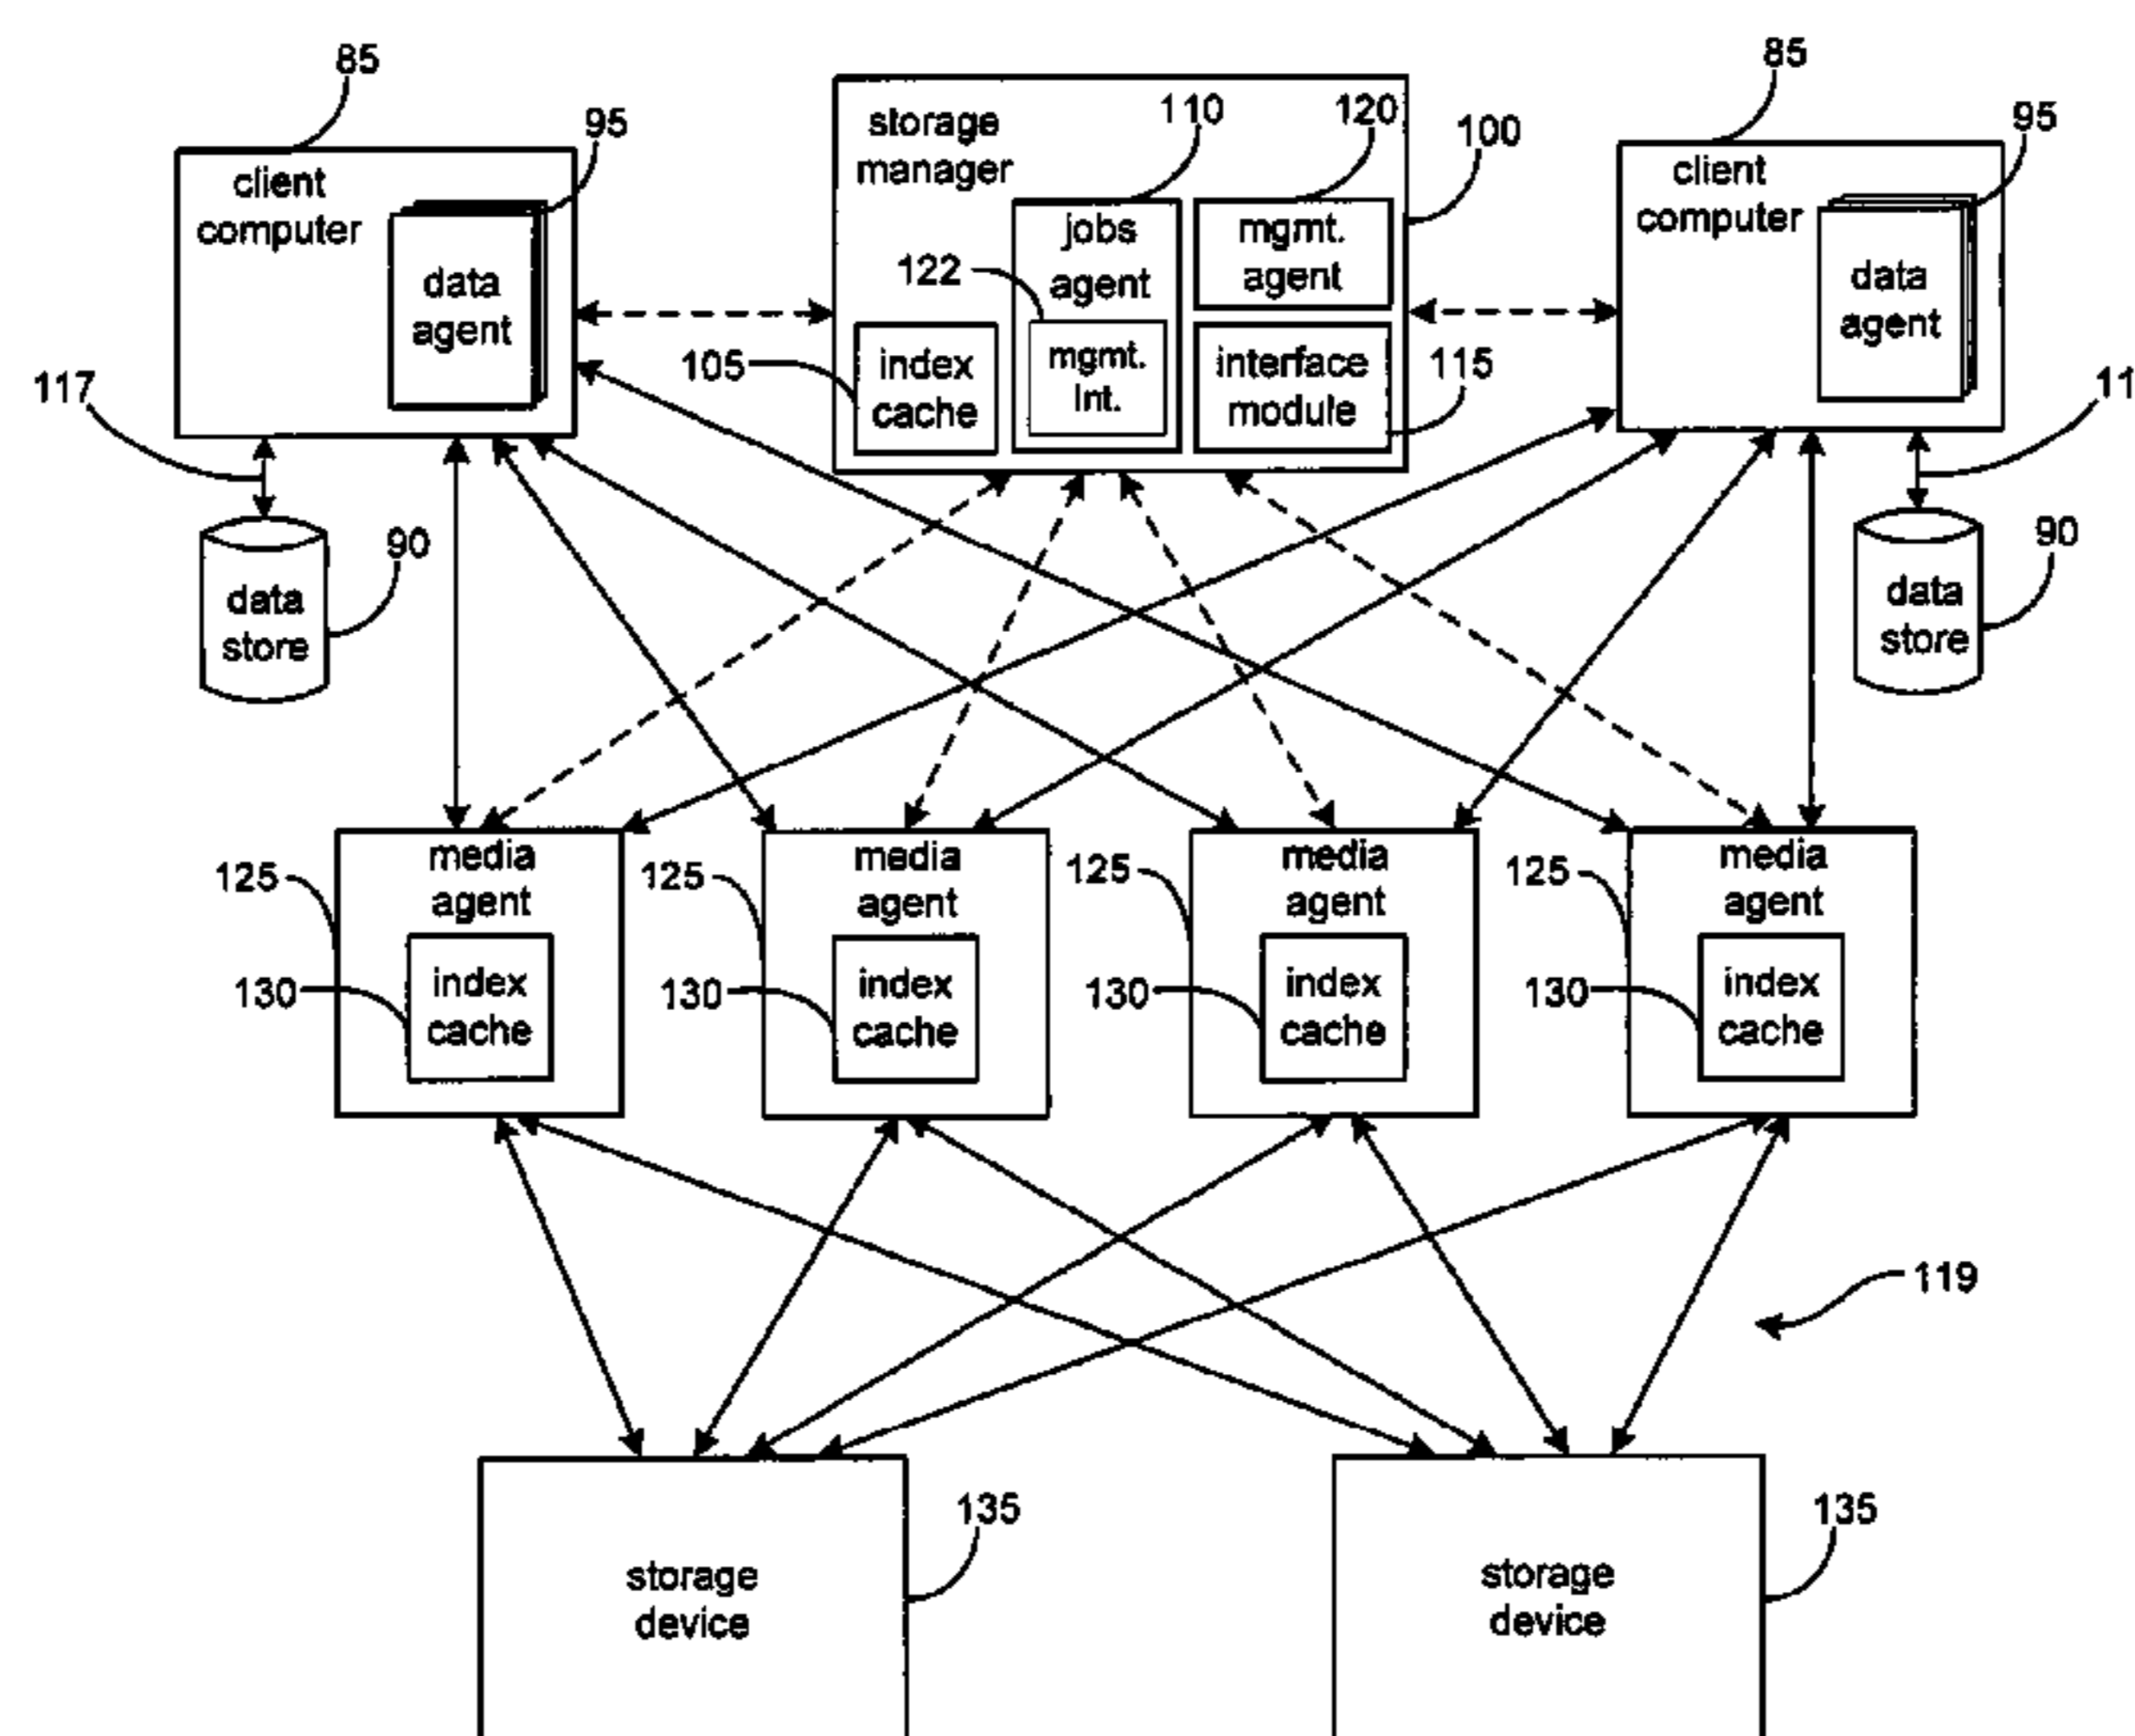 85
95
client
computer
data
agent
117
90
data
store
storage
manager
110
120
100
jobs
agent
122
mgmt.
Int.
mgmt.
agent
105
index
cache
interface
module
115
85
95
client
computer
data
agent
11
90
data
store
125
media
agent
130
index
cache
125
media
agent
130
index
cache
125
media
agent
130
index
cache
125
media
agent
130
index
cache
119
135
storage
device
135
storage
device